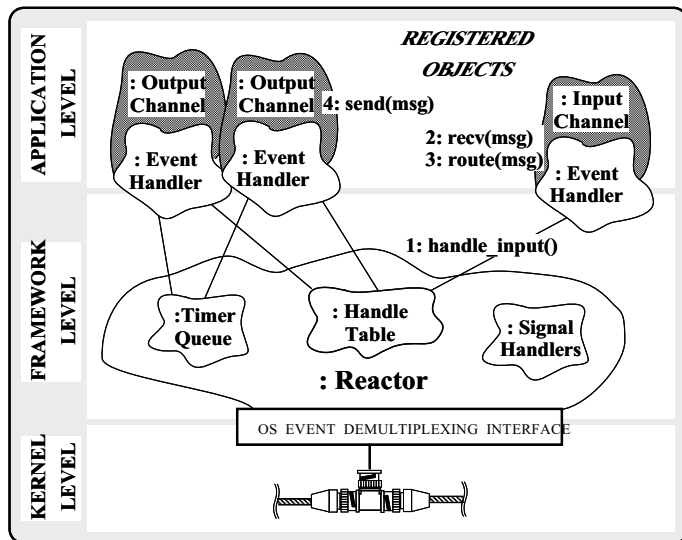 APPLICATION
LEVEL
REGISTERED
OBJECTS
: Output
Channel
: Event
Handler
: Output
Channel
4: send(msg)
: Event
Handler
: Input
Channel
2: recv(msg)
3: route(msg)
: Event
Handler
FRAMEWORK
LEVEL
1: handle_input()
:Timer
Queue
: Handle
Table
: Signal
Handlers
: Reactor
OS EVENT DEMULTIPLEXING INTERFACE
KERNEL
LEVEL